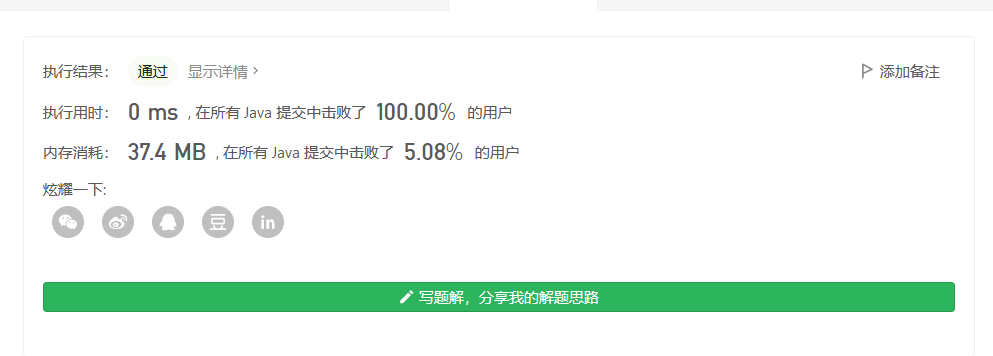 执行结果： 通过 显示详情 › 添加备注
执行用时： 0 ms , 在所有 Java 提交中击败了 100.00% 的用户
内存消耗： 37.4 MB , 在所有 Java 提交中击败了 5.08% 的用户
炫耀一下:
豆 in
写题解，分享我的解题思路